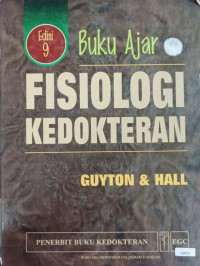 Edisi
9
Buku Ajar
FISIOLOGI
KEDOKTERAN
GUYTON & HALL
PENERBIT BUKU KEDOKTERAN
EGC